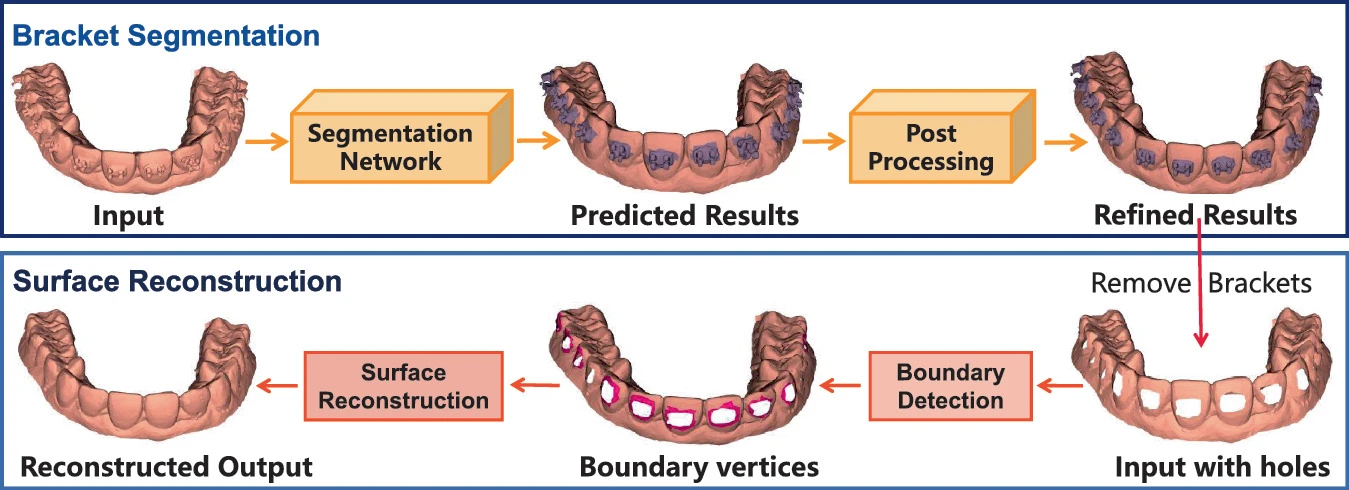 Bracket Segmentation
Segmentation
Network
Post
Processing
Input
Predicted Results
Refined Results
Surface Reconstruction
Remove Brackets
Surface
Reconstruction
Boundary
Detection
Reconstructed Output
Boundary vertices
Input with holes